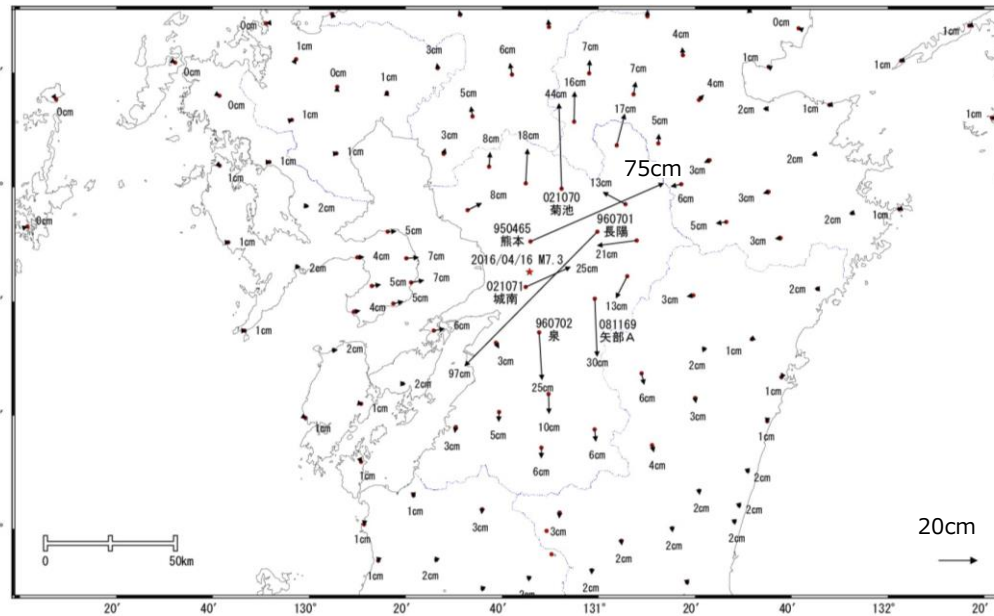 0cm
0cm
1cm
1cm
3cm
6cm
4cm
7cm
1cm
1cm
0cm
0cm
1cm
7cm
16cm
44cm
4cm
0cm
0cm
1cm
5cm
17cm
5cm
2cm
1cm
1cm
3cm
8cm
18cm
1cm
75cm
3cm
2cm
13cm
021070
菊池
8cm
6cm
3cm
2cm
950465
熊本
960701
長陽
5cm
2cm
1cm
0cm
1cm
5cm
21cm
3cm
2016/04/16 M7.3
4cm
7cm
25cm
2cm
5cm
7cm
021071
城南
13cm
3cm
2cm
4cm
5cm
960702
泉
081169
矢部A
1cm
6cm
2cm
3cm
97cm
30cm
2cm
1cm
2cm
25cm
6cm
1cm
1cm
3cm
1cm
3cm
5cm
10cm
6cm
6cm
4cm
1cm
1cm
2cm
1cm
3cm
3cm
2cm
2cm
1cm
2cm
2cm
2cm
20cm
1cm
2cm
2cm
2cm
0
50km
20'
40'
130°
20'
40'
131°
20'
40'
132°
20'